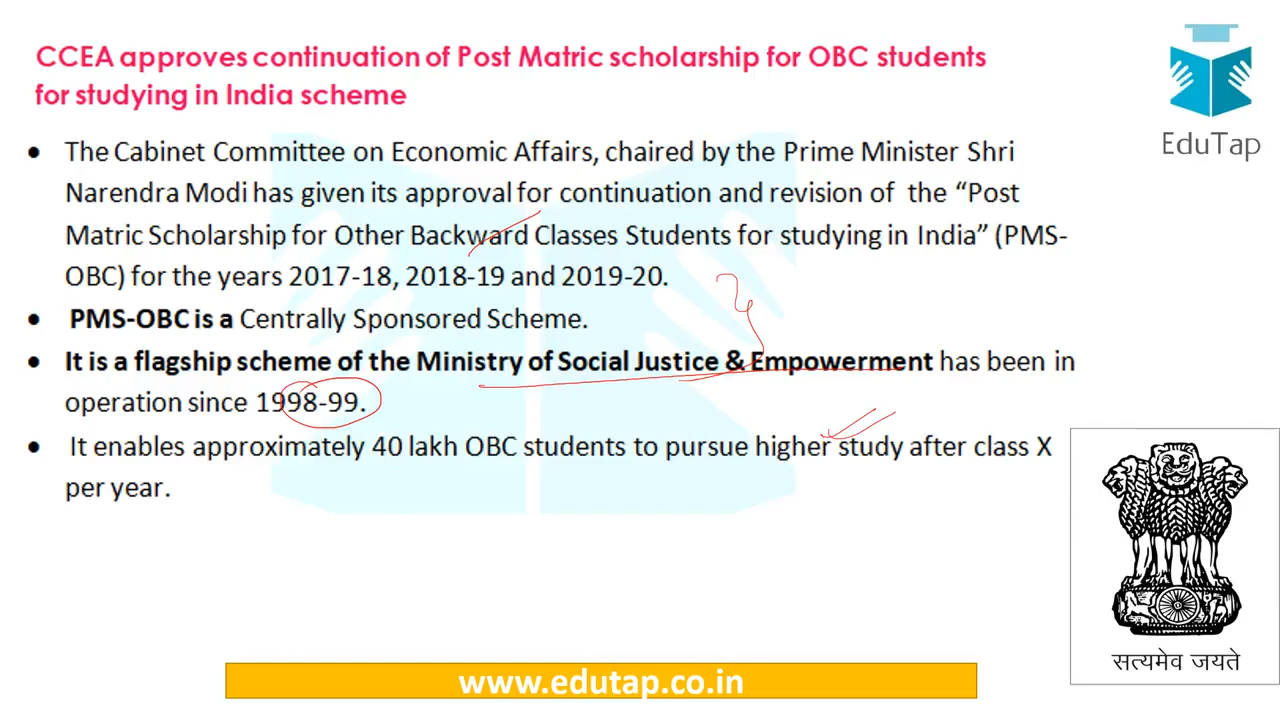 CCEA approves continuation of Post Matric scholarship for OBC students
for studying in India scheme
EduTap
• The Cabinet Committee on Economic Affairs, chaired by the Prime Minister Shri
Narendra Modi has given its approval for continuation and revision of the “Post
Matric Scholarship for Other Backward Classes Students for studying in India” (PMS-
OBC) for the years 2017-18, 2018-19 and 2019-20.
• PMS-OBC is a Centrally Sponsored Scheme.
• It is a flagship scheme of the Ministry of Social Justice & Empowerment has been in
operation since 1998-99.
• It enables approximately 40 lakh OBC students to pursue higher study after class X
per year.
सत्यमेव जयते
www.edutap.co.in